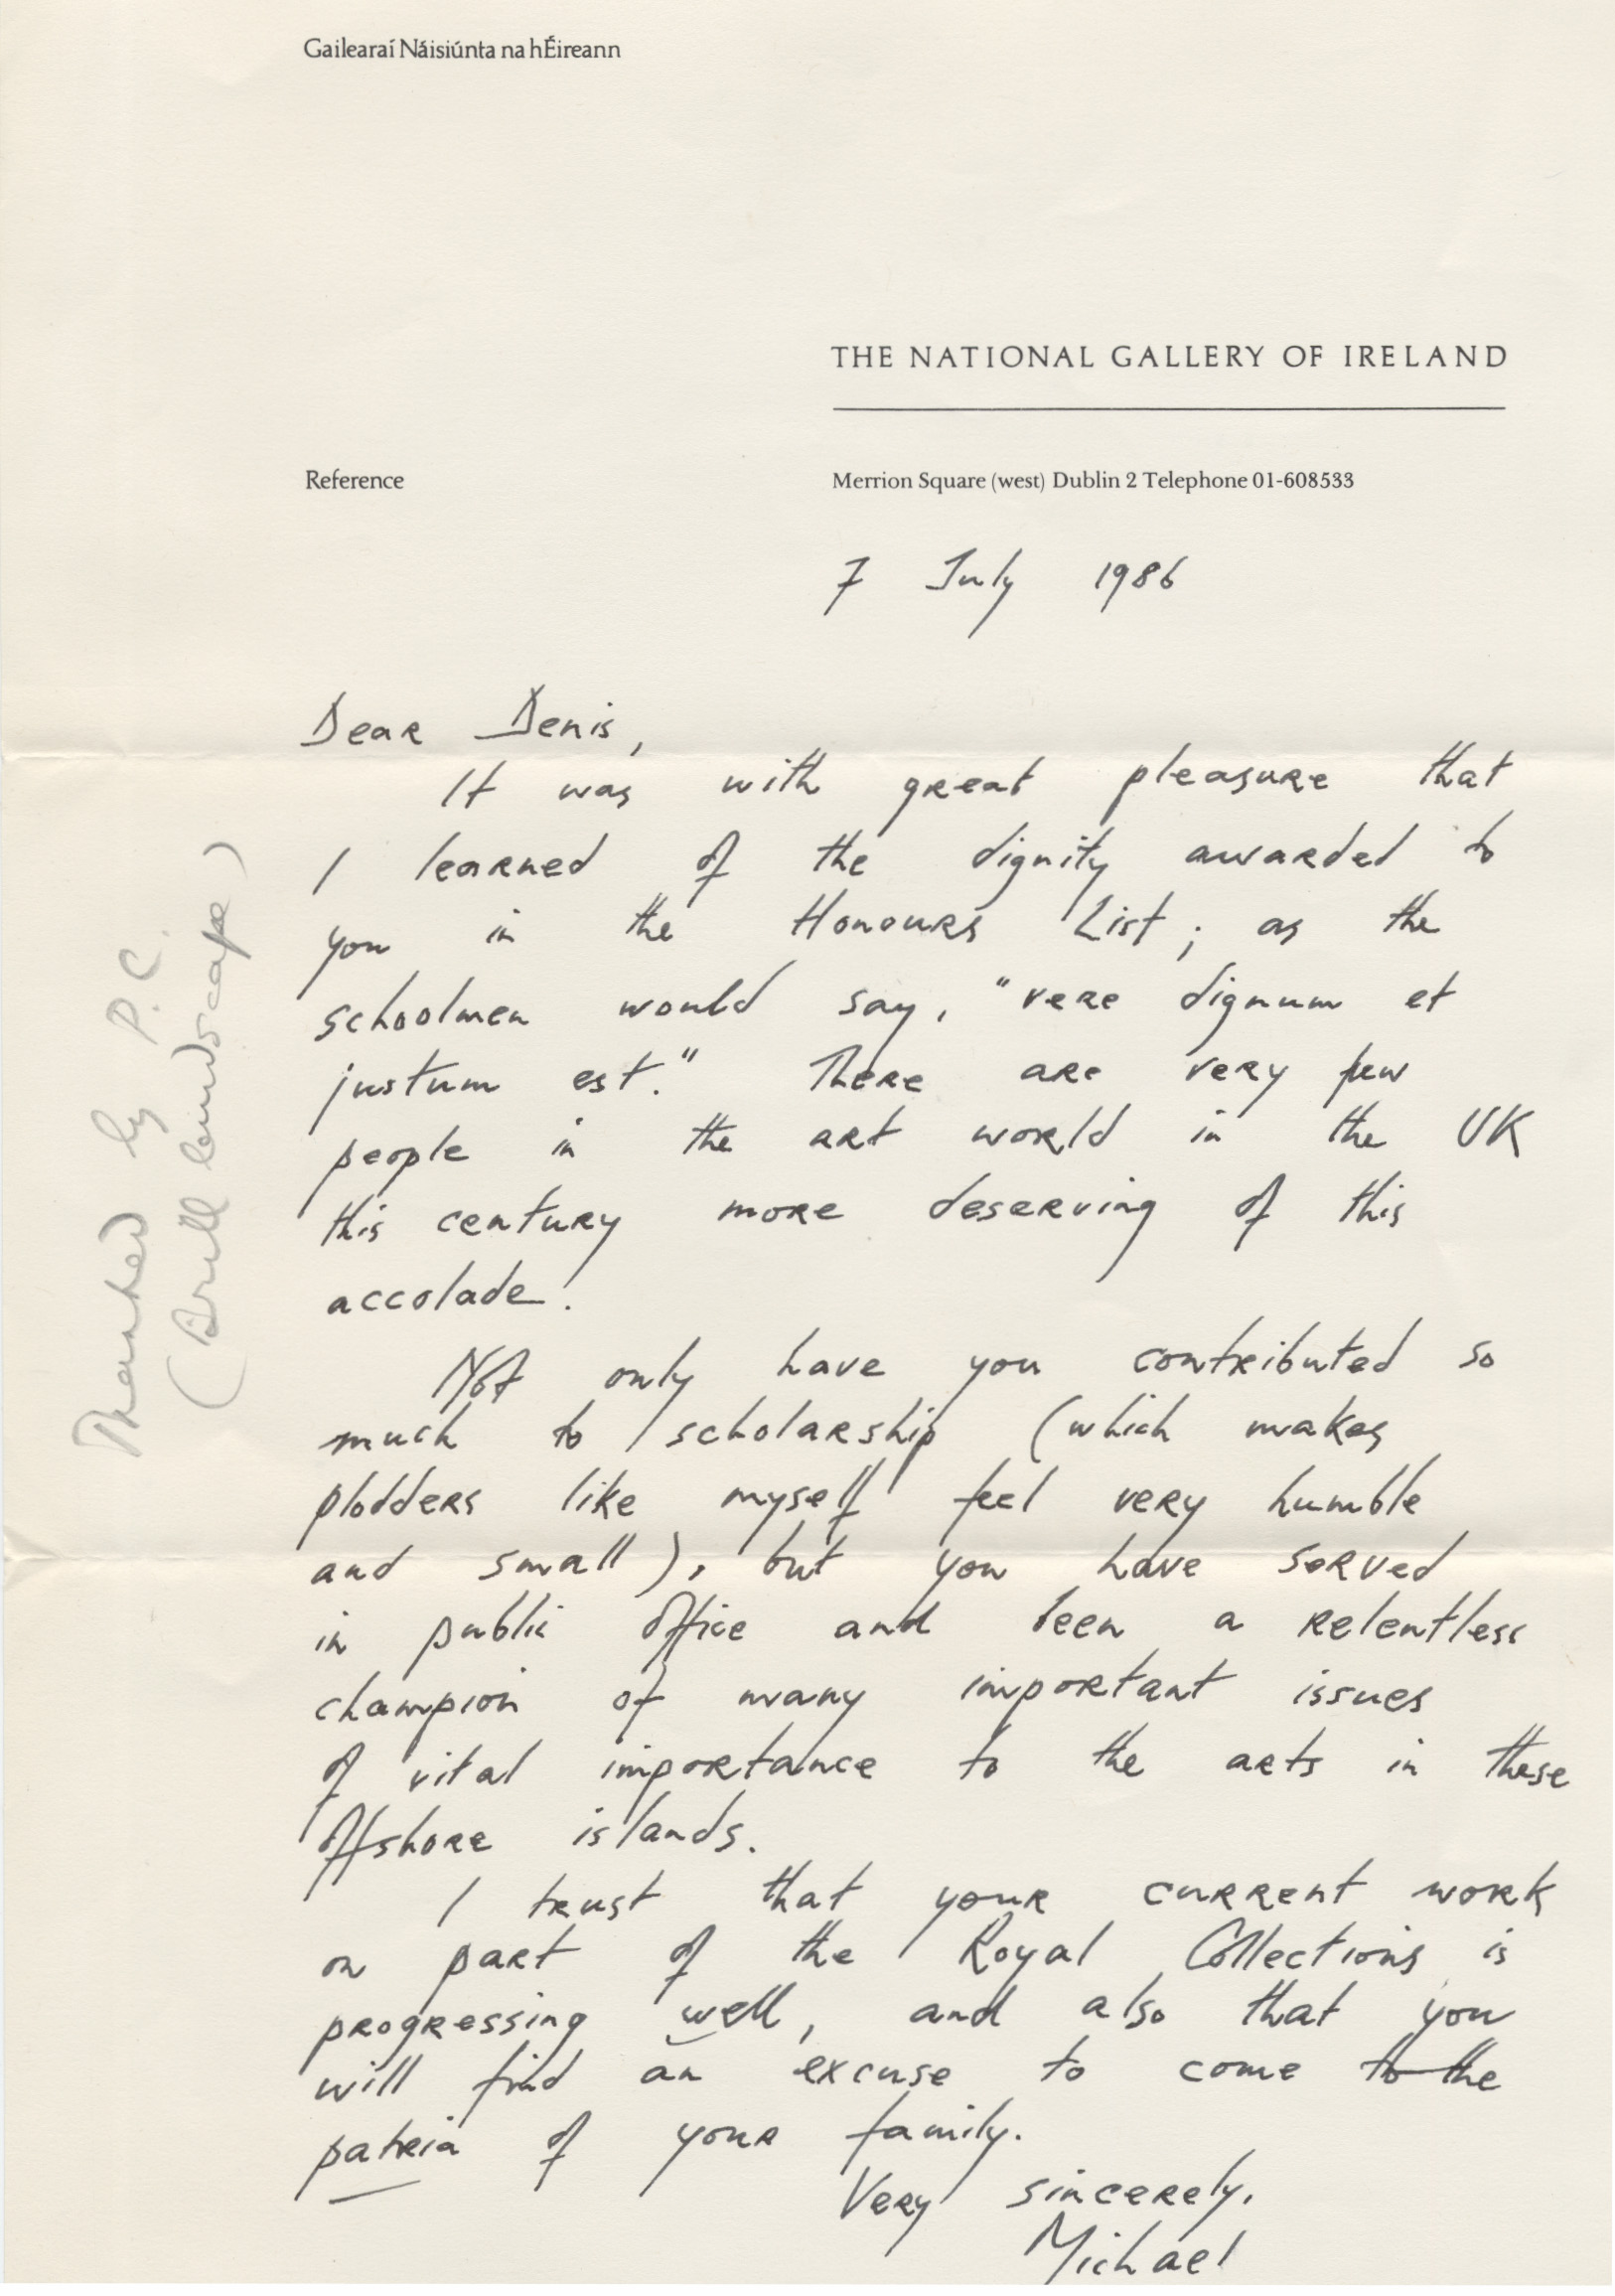 Gailearaí Náisiúnta na hÉireann
THE NATIONAL GALLERY OF IRELAND
Reference
Merrion Square (west) Dublin 2 Telephone 01-608533
7 July 1986
Dear Denis,
It was with great pleasure that
I learned of the dignity awarded to
you in the Honours List; as the
schoolmen would say, "vere dignum et
justum est." There are very few
people in the art world in the UK
this century more deserving of this
accolade!
Not only have you contributed so
much to scholarship (which makes
plodders like myself feel very humble
and small), but you have served
in public office and been a relentless
champion of many important issues
of vital importance to the arts in these
offshore islands.
I trust that your current work
on part of the Royal Collections is
progressing well, and also that you
will find an excuse to come to the
patria of your family.
Very sincerely,
Michael
Thanked by P.C.
(Brill landscape)